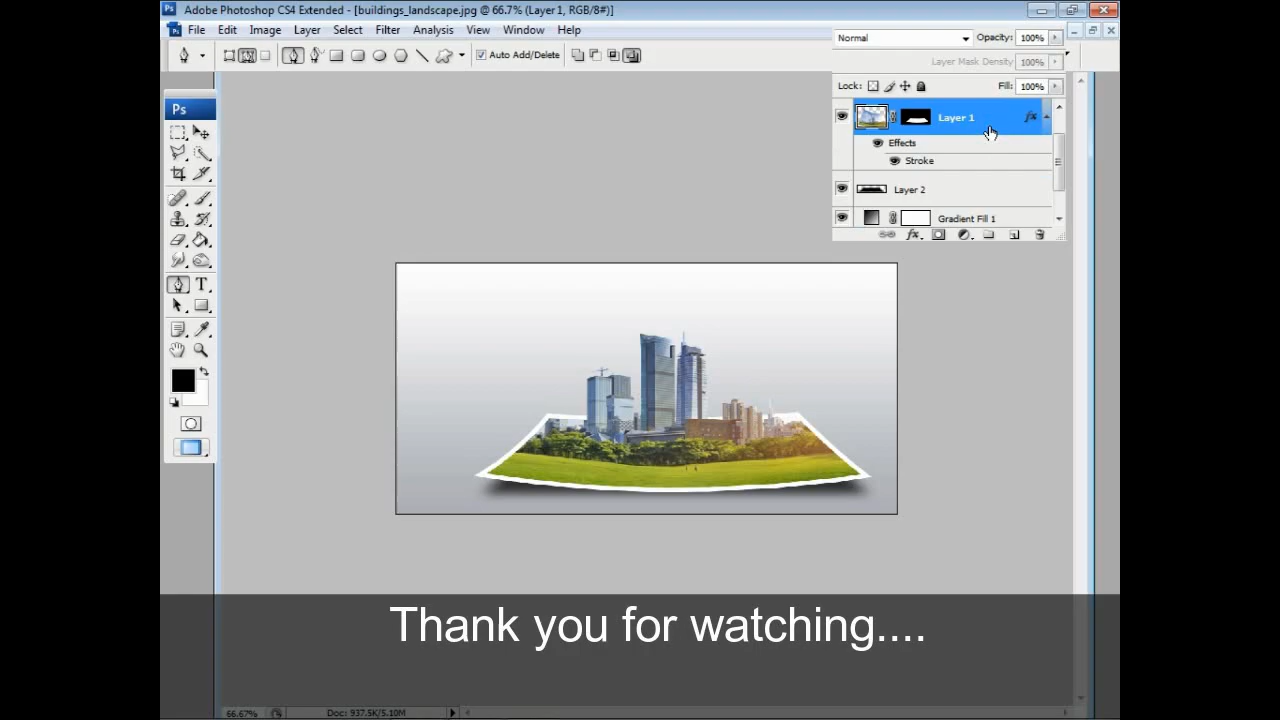 Adobe Photoshop CS4 Extended - [buildings_landscape.jpg @ 66.7% (Layer 1, RGB/8#)]
File Edit Image Layer Select Filter Analysis View Window Help
Auto Add/Delete
Normal Opacity: 100%
Layer Mask Density: 100%
Lock: Fill: 100%
Ps
Layer 1 fx
Effects
Stroke
Layer 2
Gradient Fill 1
fx.
T
Thank you for watching....
66.67% Doc: 937.5K/5.10M